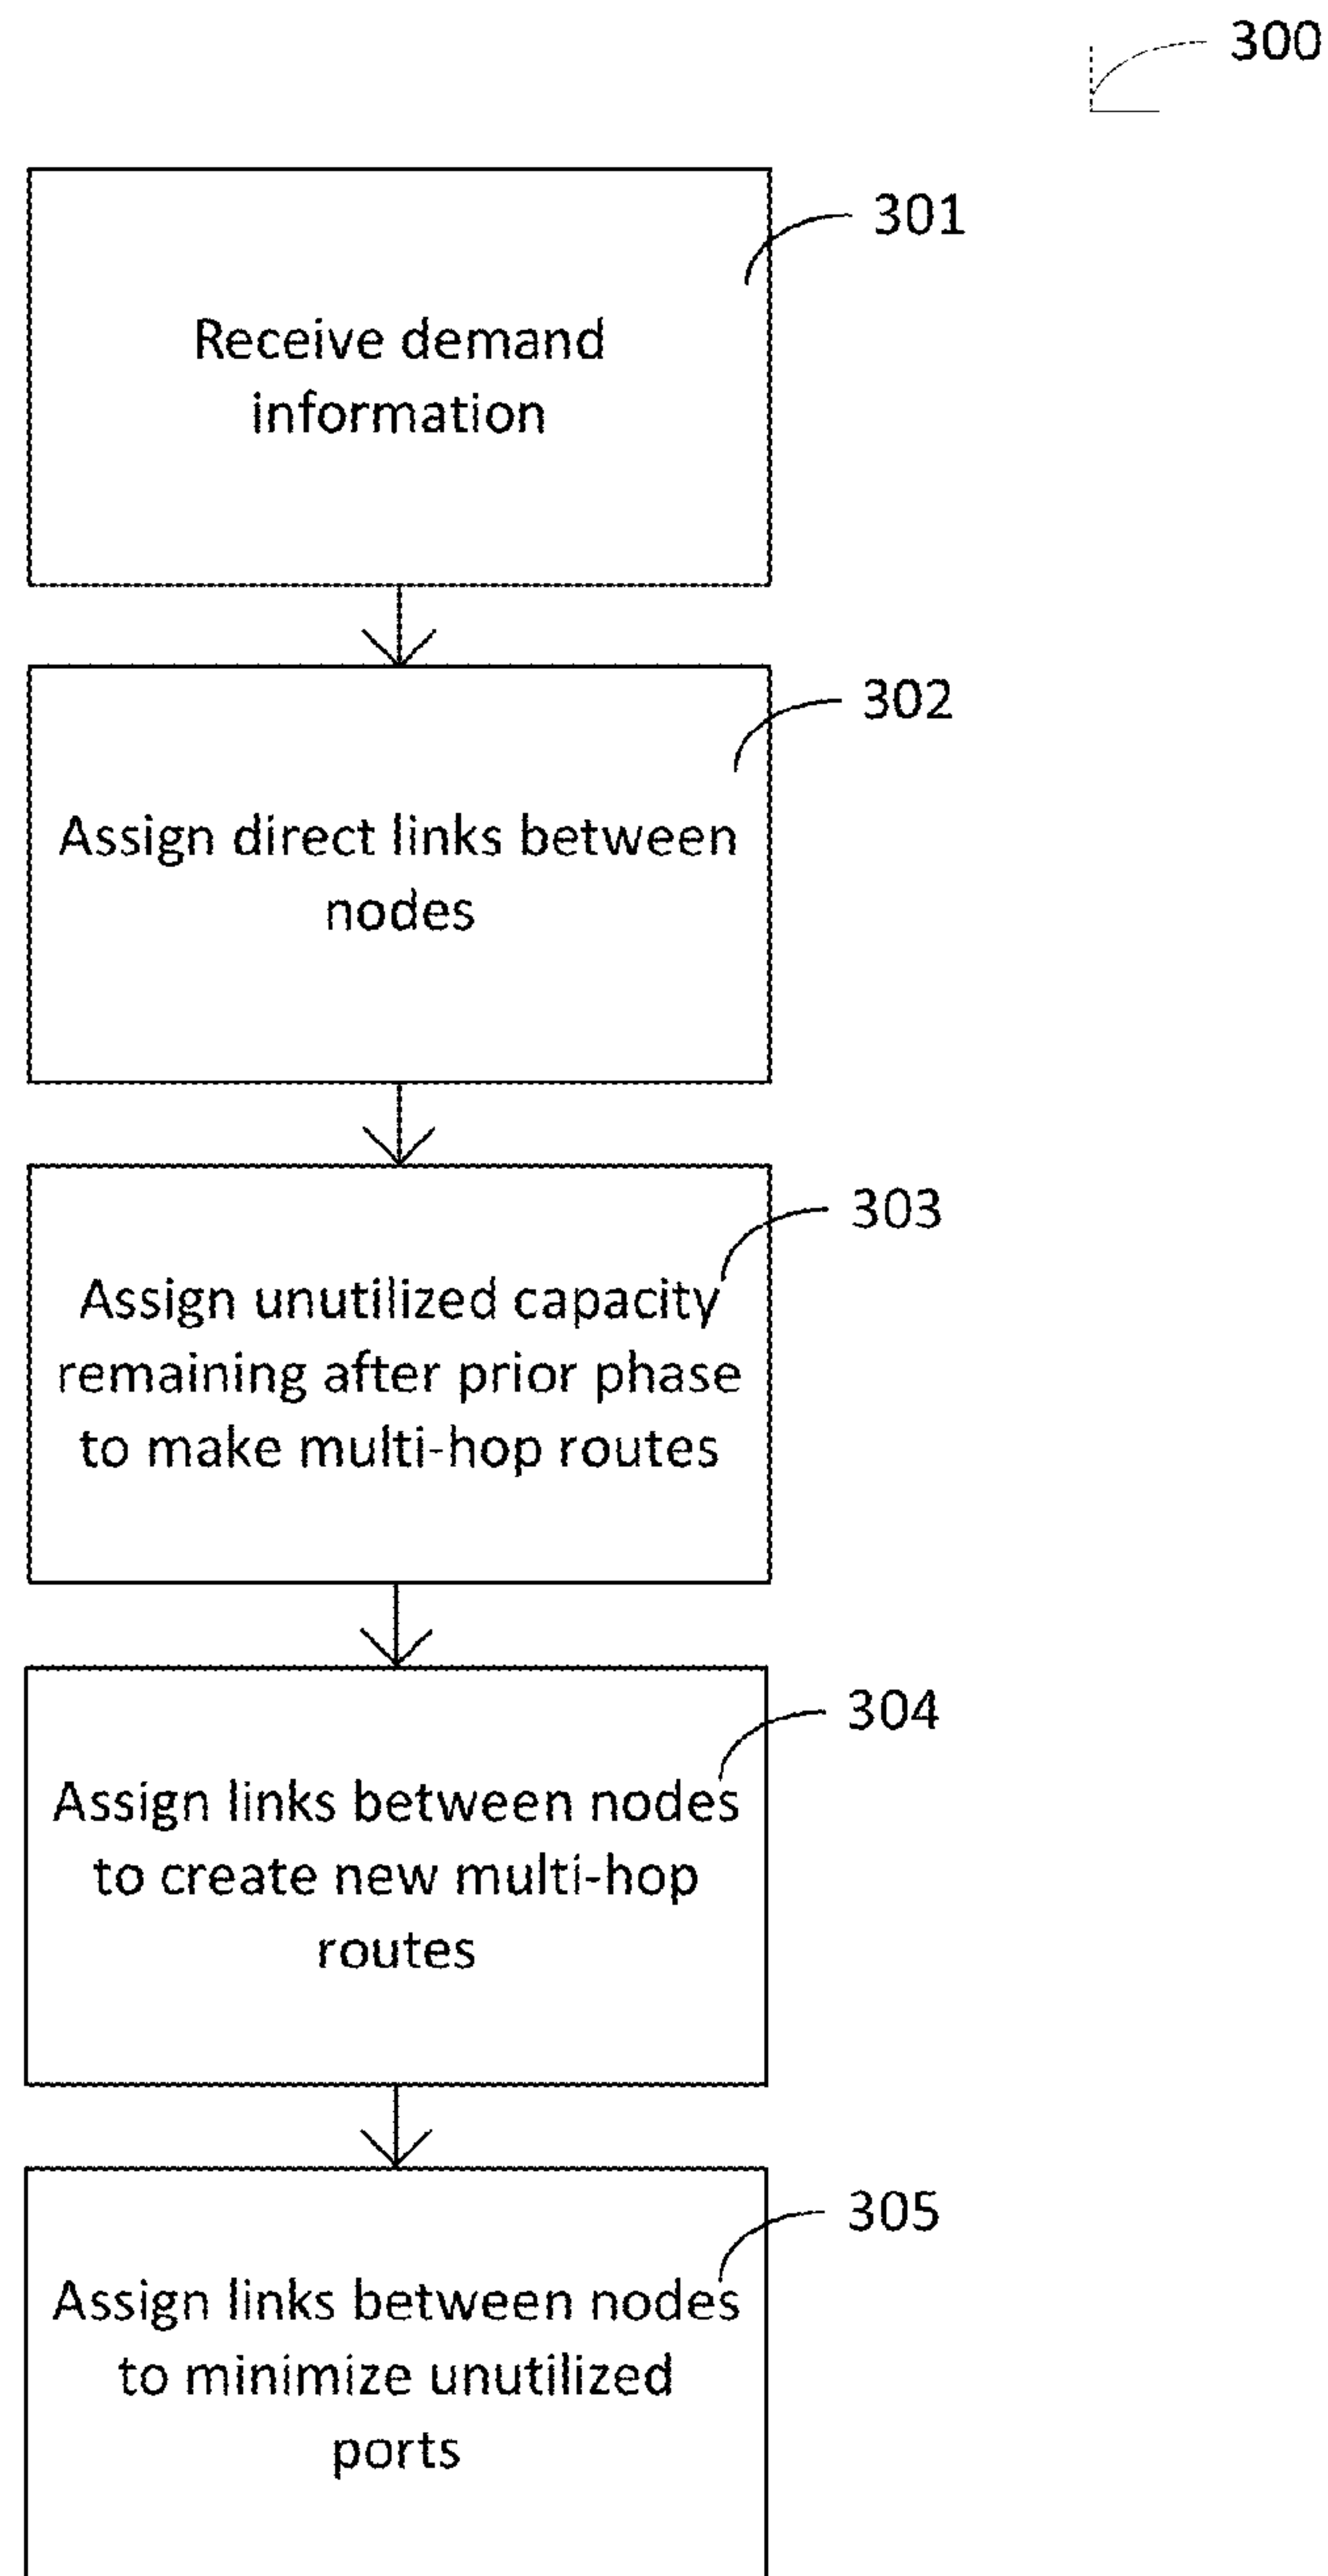 300
301
Receive demand
information
302
Assign direct links between
nodes
303
Assign unutilized capacity
remaining after prior phase
to make multi-hop routes
304
Assign links between nodes
to create new multi-hop
routes
305
Assign links between nodes
to minimize unutilized
ports